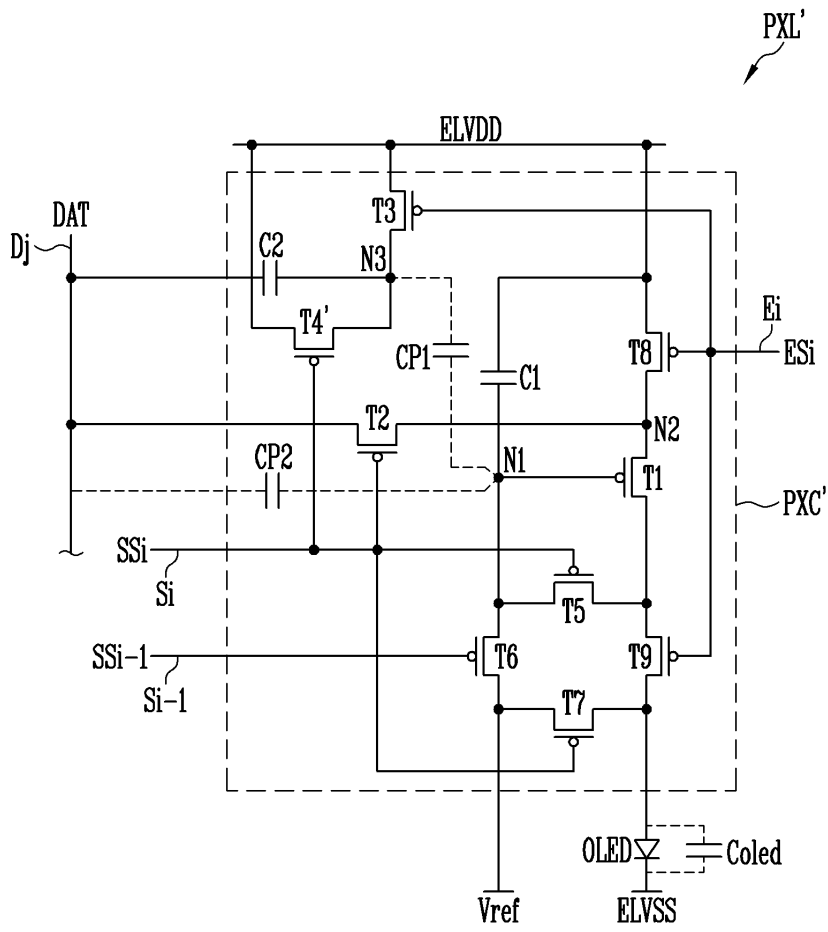 PXL'
ELVDD
DAT
Dj
T3
C2
N3
T4'
Ei
CP1
T8
ESi
C1
T2
N2
CP2
N1
T1
PXC'
SSi
Si
T5
SSi-1
T6
T9
Si-1
T7
OLED
Coled
Vref
ELVSS